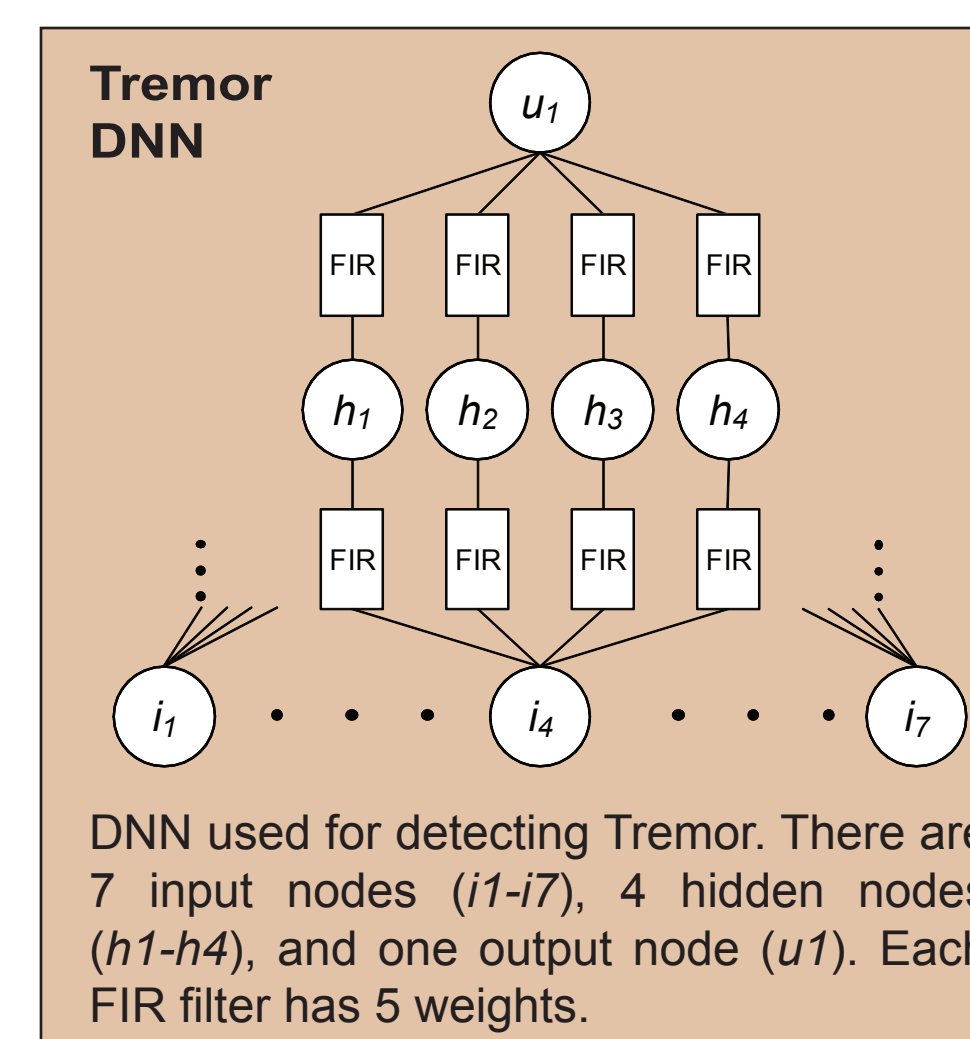 Tremor
DNN
u1
FIR FIR FIR FIR
h1 h2 h3 h4
FIR FIR FIR FIR
i1 i4 i7
DNN used for detecting Tremor. There are
7 input nodes (i1-i7), 4 hidden nodes
(h1-h4), and one output node (u1). Each
FIR filter has 5 weights.